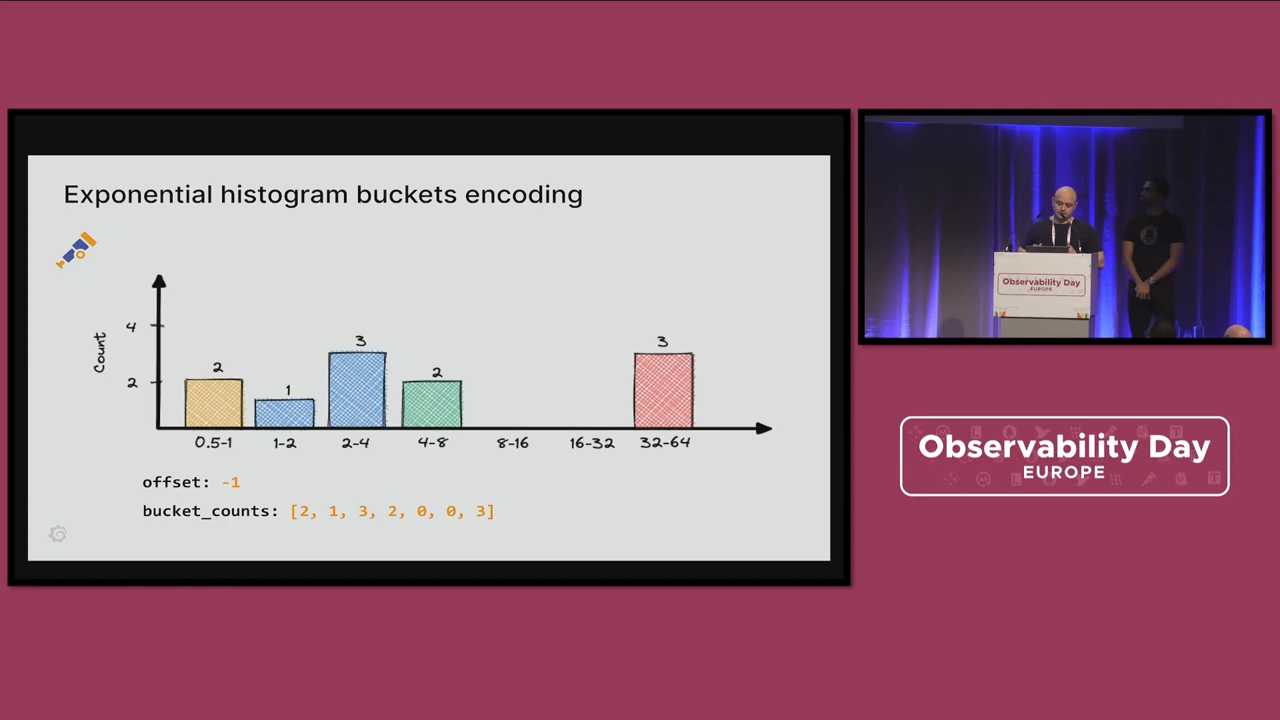 Exponential histogram buckets encoding
Count
4
2
2
1
3
2
3
0.5-1
1-2
2-4
4-8
8-16
16-32
32-64
offset: -1
bucket_counts: [2, 1, 3, 2, 0, 0, 3]
Observability Day
EUROPE
Observability Day
EUROPE